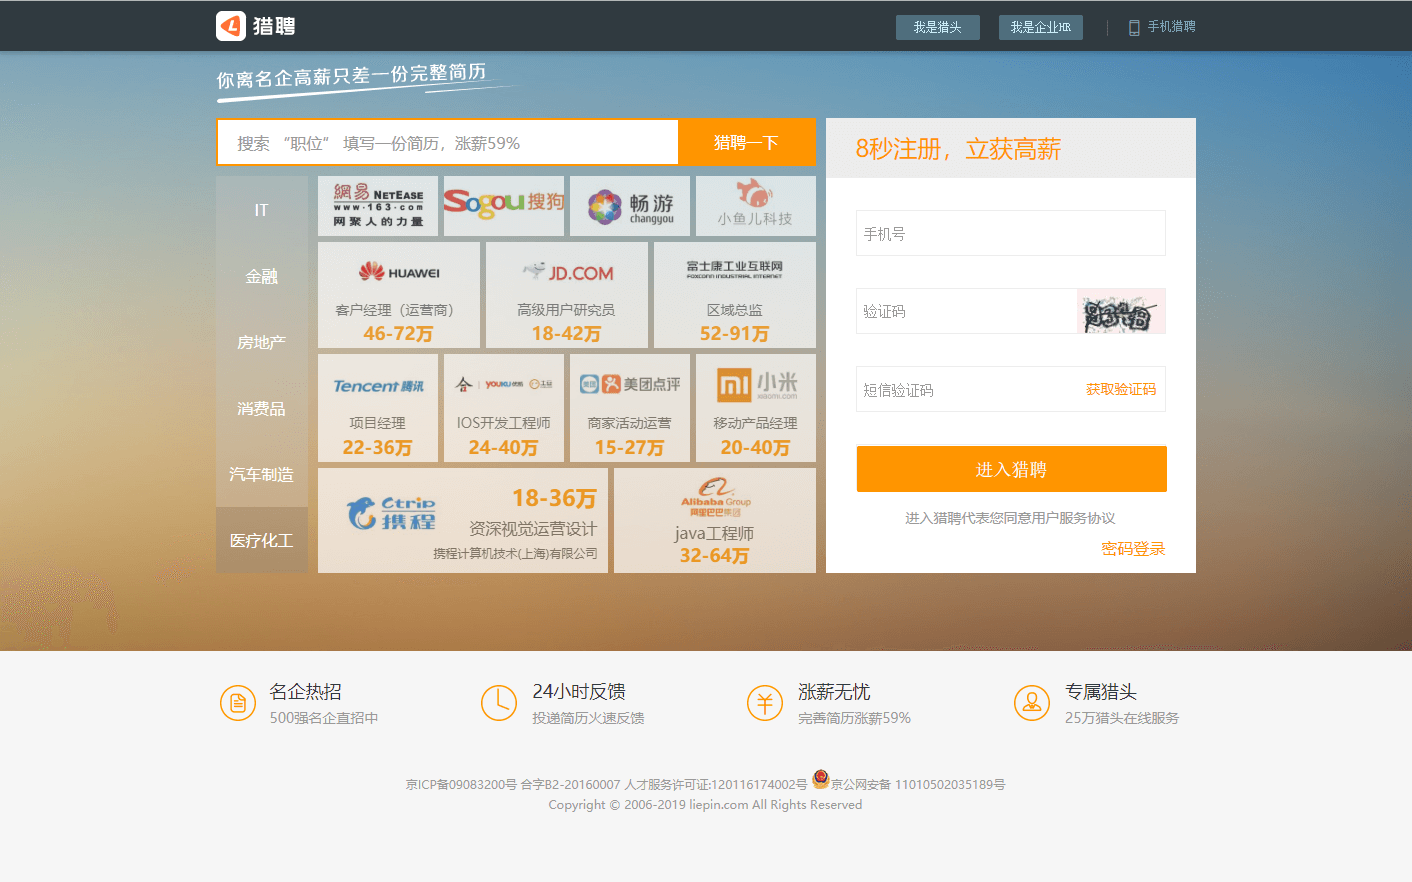 猎聘
我是猎头
我是企业HR
手机猎聘
你离名企高薪只差一份完整简历
搜索 “职位” 填写一份简历，涨薪59%
猎聘一下
8秒注册，立获高薪
IT
金融
房地产
消费品
汽车制造
医疗化工
網易 NETEASE
www·163·com
网聚人的力量
Sogou搜狗
畅游
changyou
小鱼儿科技
HUAWEI
客户经理（运营商）
46-72万
JD.COM
高级用户研究员
18-42万
富士康工业互联网
FOXCONN INDUSTRIAL INTERNET
区域总监
52-91万
Tencent 腾讯
项目经理
22-36万
合 | YOUKU 优酷
IOS开发工程师
24-40万
美团 美团点评
商家活动运营
15-27万
小米
xiaomi.com
移动产品经理
20-40万
Ctrip
携程
18-36万
资深视觉运营设计
携程计算机技术(上海)有限公司
Alibaba Group
阿里巴巴集团
java工程师
32-64万
手机号
验证码
短信验证码
获取验证码
进入猎聘
进入猎聘代表您同意用户服务协议
密码登录
名企热招
500强名企直招中
24小时反馈
投递简历火速反馈
涨薪无忧
完善简历涨薪59%
专属猎头
25万猎头在线服务
京ICP备09083200号 合字B2-20160007 人才服务许可证:120116174002号 京公网安备 11010502035189号
Copyright © 2006-2019 liepin.com All Rights Reserved